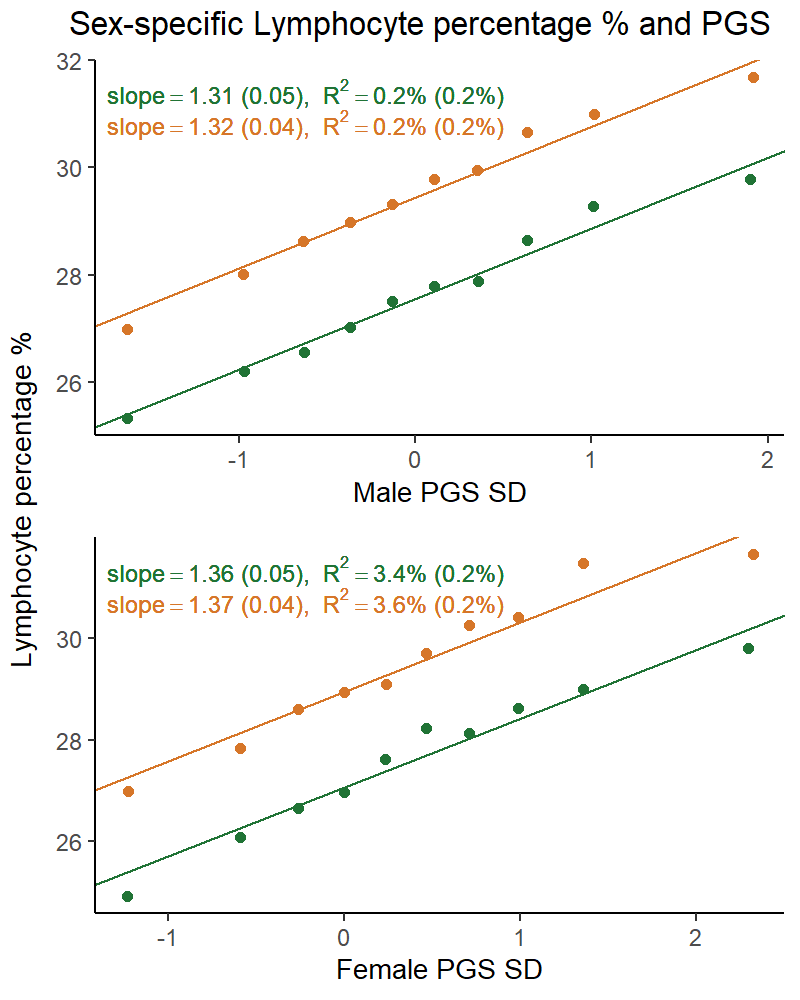 Sex-specific Lymphocyte percentage % and PGS
Lymphocyte percentage %
32
30
28
26
slope = 1.31 (0.05), R² = 0.2% (0.2%)
slope = 1.32 (0.04), R² = 0.2% (0.2%)
-1
0
1
2
Male PGS SD
30
28
26
slope = 1.36 (0.05), R² = 3.4% (0.2%)
slope = 1.37 (0.04), R² = 3.6% (0.2%)
-1
0
1
2
Female PGS SD